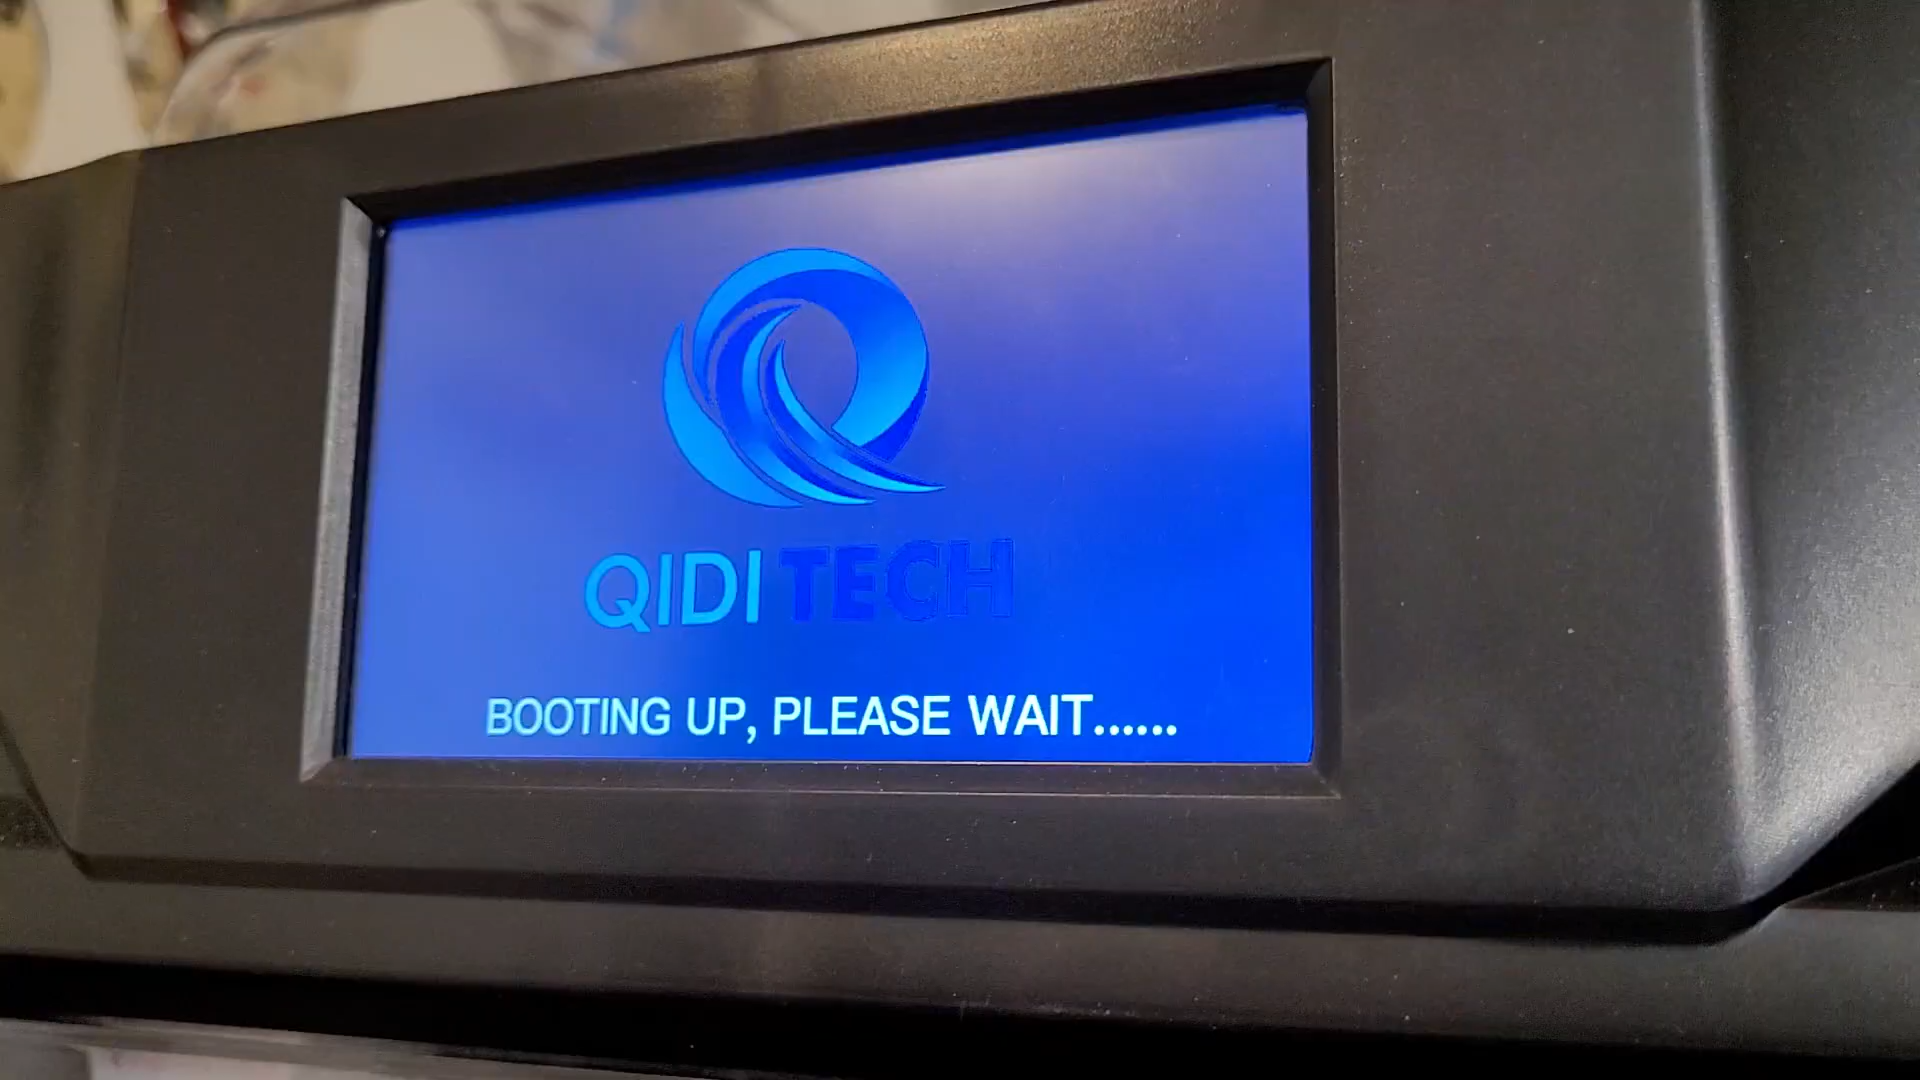 QIDI TECH
BOOTING UP, PLEASE WAIT......